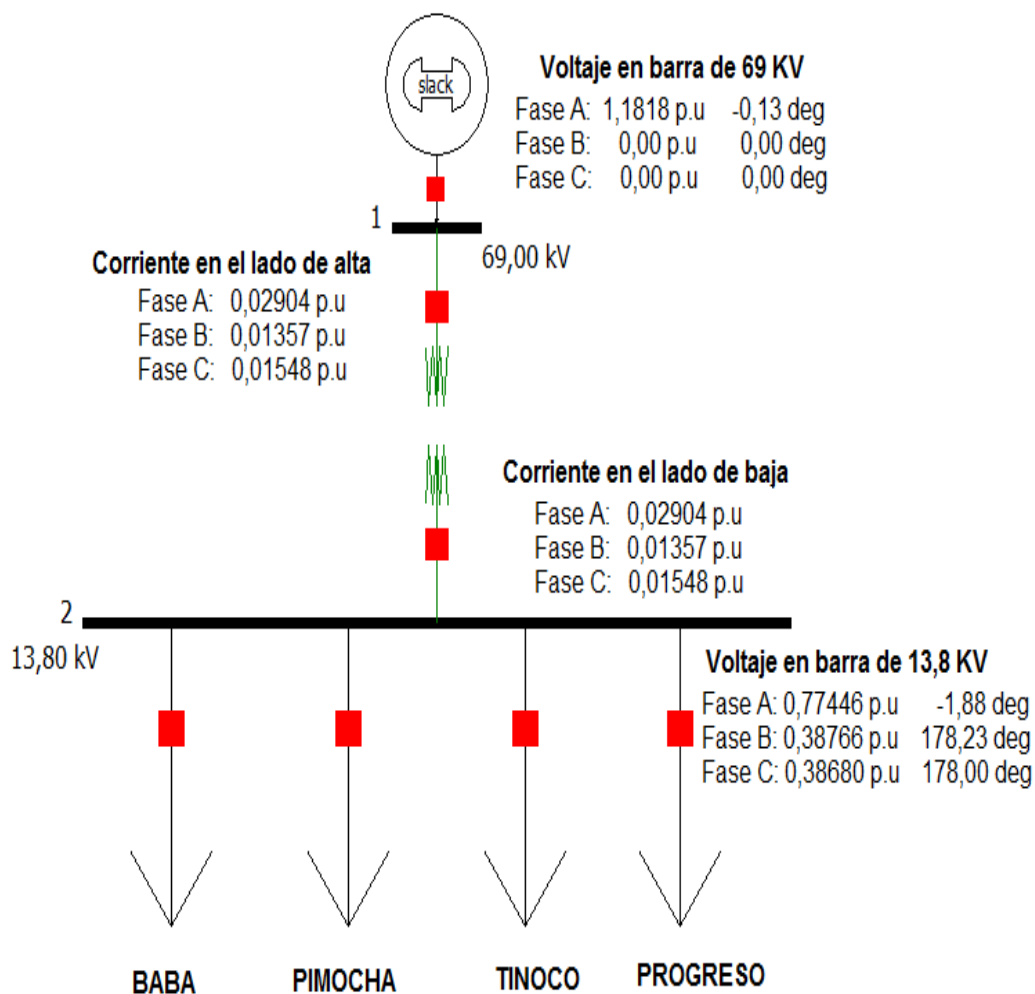 slack
Voltaje en barra de 69 KV
Fase A: 1,1818 p.u -0,13 deg
Fase B: 0,00 p.u 0,00 deg
Fase C: 0,00 p.u 0,00 deg
1
69,00 kV
Corriente en el lado de alta
Fase A: 0,02904 p.u
Fase B: 0,01357 p.u
Fase C: 0,01548 p.u
Corriente en el lado de baja
Fase A: 0,02904 p.u
Fase B: 0,01357 p.u
Fase C: 0,01548 p.u
2
13,80 kV
Voltaje en barra de 13,8 KV
Fase A: 0,77446 p.u -1,88 deg
Fase B: 0,38766 p.u 178,23 deg
Fase C: 0,38680 p.u 178,00 deg
BABA PIMOCHA TINOCO PROGRESO